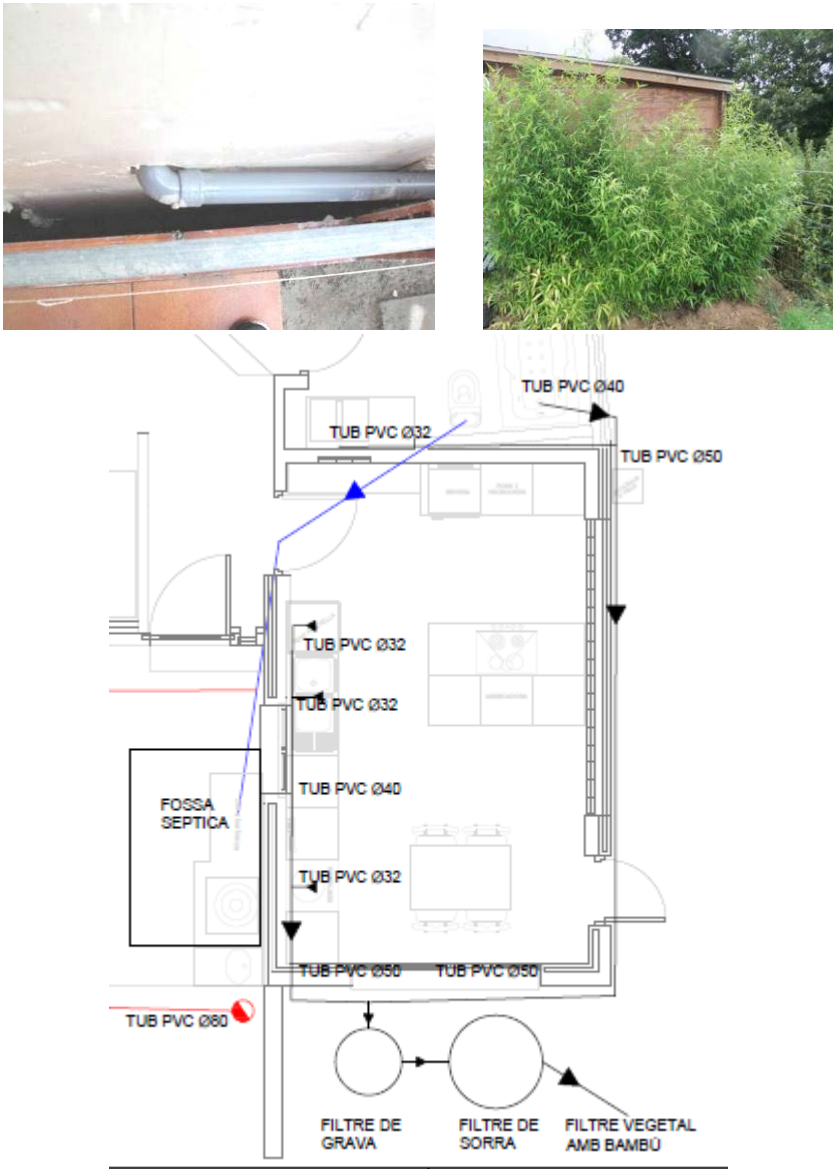 TUB PVC Ø40
TUB PVC Ø32
TUB PVC Ø50
TUB PVC Ø32
TUB PVC Ø32
TUB PVC Ø40
FOSSA
SEPTICA
TUB PVC Ø32
TUB PVC Ø50
TUB PVC Ø50
TUB PVC Ø80
FILTRE DE
GRAVA
FILTRE DE
SORRA
FILTRE VEGETAL
AMB BAMBÚ